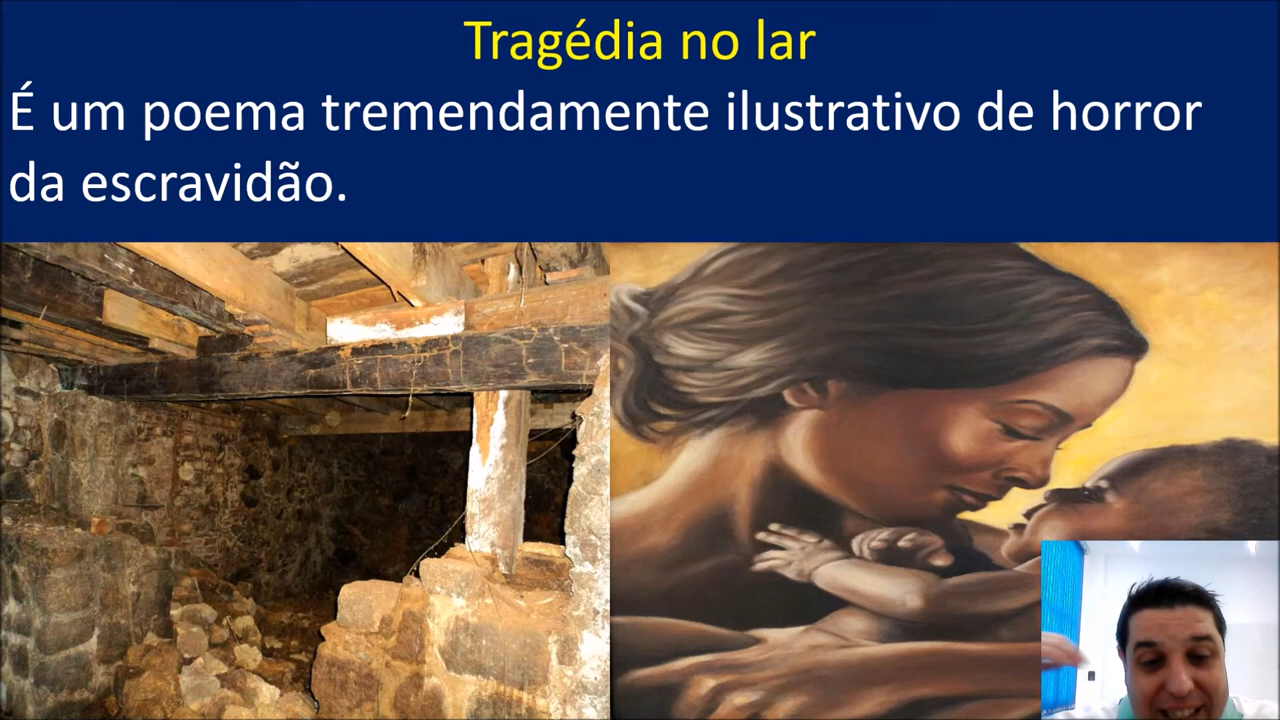 Tragédia no lar
É um poema tremendamente ilustrativo de horror
da escravidão.